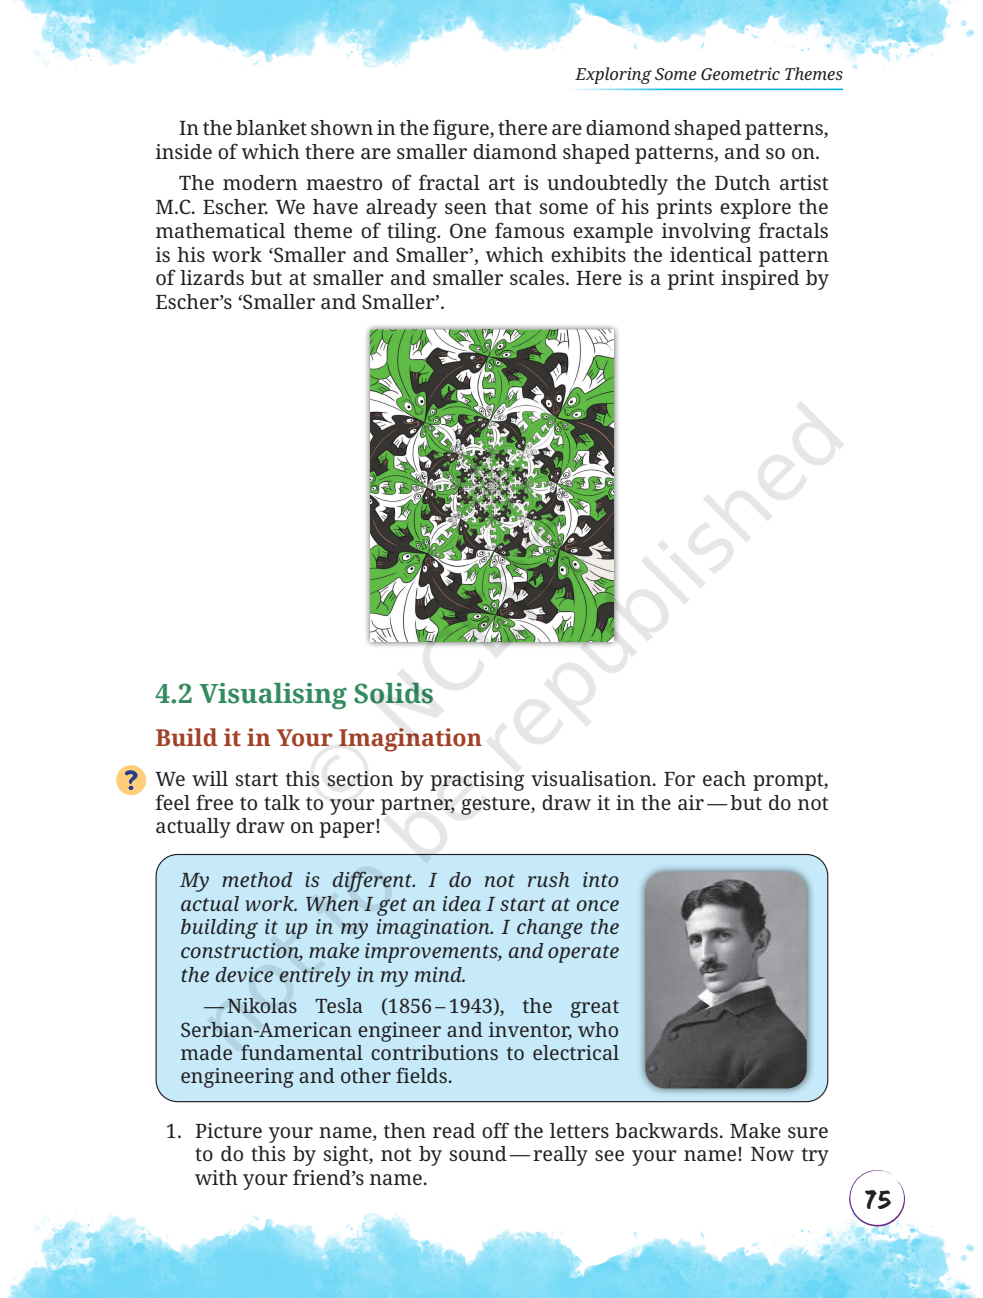 Exploring Some Geometric Themes
In the blanket shown in the figure, there are diamond shaped patterns,
inside of which there are smaller diamond shaped patterns, and so on.
The modern maestro of fractal art is undoubtedly the Dutch artist
M.C. Escher. We have already seen that some of his prints explore the
mathematical theme of tiling. One famous example involving fractals
is his work ‘Smaller and Smaller’, which exhibits the identical pattern
of lizards but at smaller and smaller scales. Here is a print inspired by
Escher’s ‘Smaller and Smaller’.
4.2 Visualising Solids
Build it in Your Imagination
? We will start this section by practising visualisation. For each prompt,
feel free to talk to your partner, gesture, draw it in the air — but do not
actually draw on paper!
My method is different. I do not rush into
actual work. When I get an idea I start at once
building it up in my imagination. I change the
construction, make improvements, and operate
the device entirely in my mind.
— Nikolas Tesla (1856 – 1943), the great
Serbian-American engineer and inventor, who
made fundamental contributions to electrical
engineering and other fields.
1. Picture your name, then read off the letters backwards. Make sure
to do this by sight, not by sound — really see your name! Now try
with your friend’s name.
75
© NCE
not to be republished